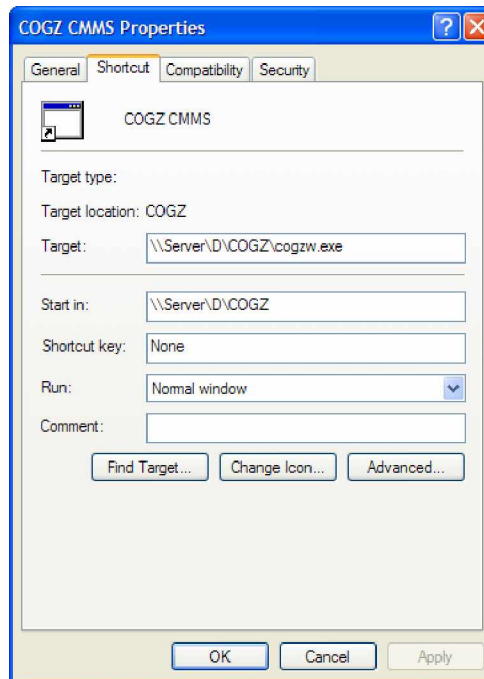 COGZ CMMS Properties
General Shortcut Compatibility Security
COGZ CMMS
Target type:
Target location: COGZ
Target: \\Server\D\COGZ\cogzw.exe
Start in: \\Server\D\COGZ
Shortcut key: None
Run: Normal window
Comment:
Find Target... Change Icon... Advanced...
OK Cancel Apply